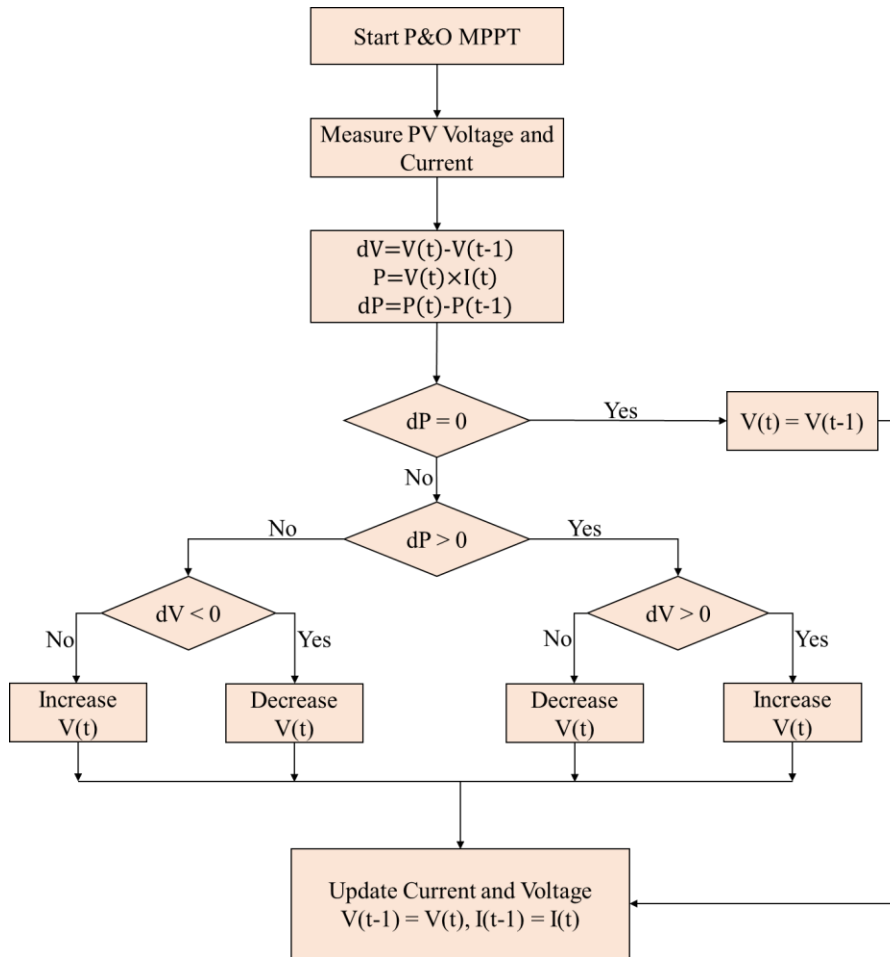 Start P&O MPPT
Measure PV Voltage and
Current
dV=V(t)-V(t-1)
P=V(t)×I(t)
dP=P(t)-P(t-1)
dP = 0
Yes
V(t) = V(t-1)
No
No
dP > 0
Yes
dV < 0
dV > 0
No
Yes
No
Yes
Increase
V(t)
Decrease
V(t)
Decrease
V(t)
Increase
V(t)
Update Current and Voltage
V(t-1) = V(t), I(t-1) = I(t)